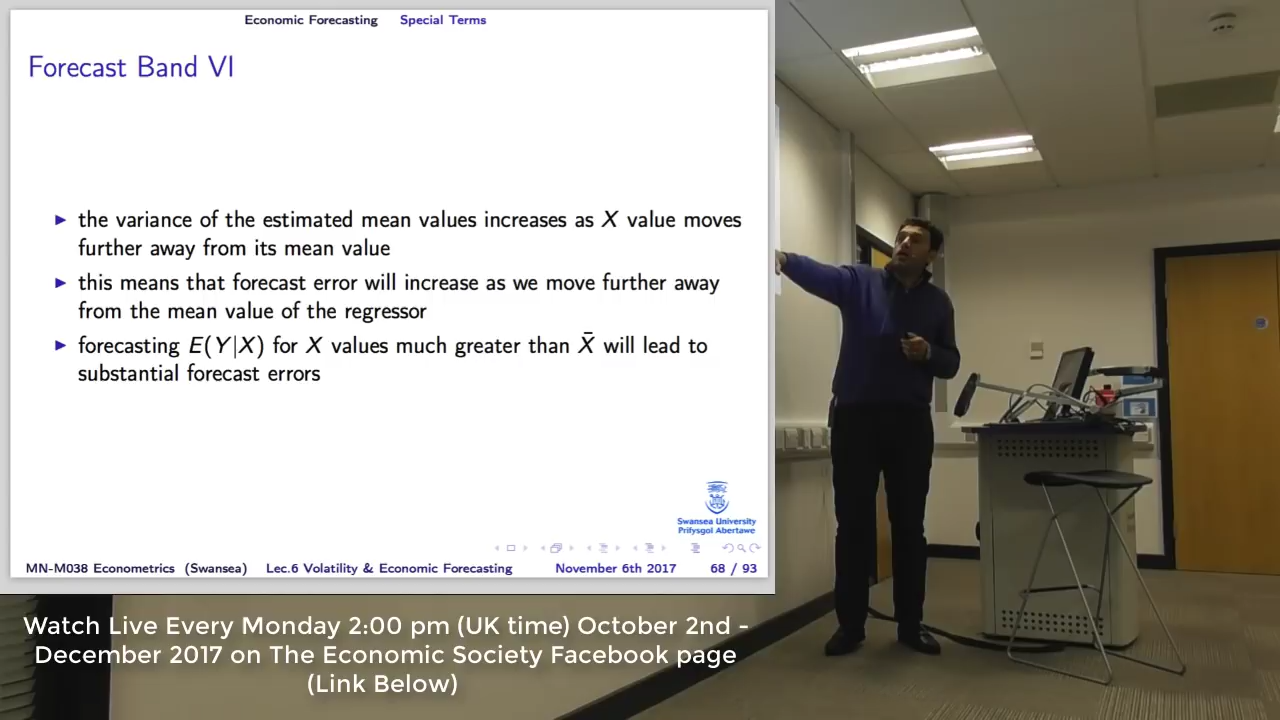 Economic Forecasting Special Terms
Forecast Band VI
▶ the variance of the estimated mean values increases as X value moves
further away from its mean value
▶ this means that forecast error will increase as we move further away
from the mean value of the regressor
▶ forecasting E(Y|X) for X values much greater than X̄ will lead to
substantial forecast errors
Swansea University
Prifysgol Abertawe
MN-M038 Econometrics (Swansea) Lec.6 Volatility & Economic Forecasting November 6th 2017 68 / 93
Watch Live Every Monday 2:00 pm (UK time) October 2nd -
December 2017 on The Economic Society Facebook page
(Link Below)